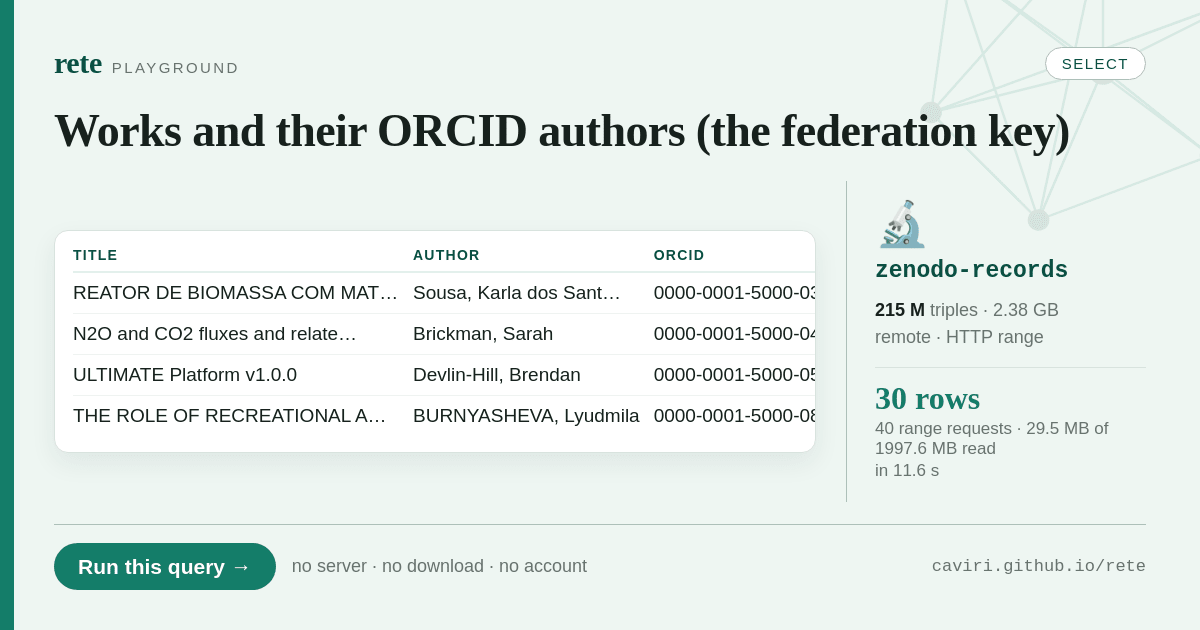 rete PLAYGROUND
SELECT
Works and their ORCID authors (the federation key)
TITLE AUTHOR ORCID
REATOR DE BIOMASSA COM MAT… Sousa, Karla dos Sant… 0000-0001-5000-03
N2O and CO2 fluxes and relate… Brickman, Sarah 0000-0001-5000-04
ULTIMATE Platform v1.0.0 Devlin-Hill, Brendan 0000-0001-5000-05
THE ROLE OF RECREATIONAL A… BURNYASHEVA, Lyudmila 0000-0001-5000-08
zenodo-records
215 M triples · 2.38 GB
remote · HTTP range
30 rows
40 range requests · 29.5 MB of
1997.6 MB read
in 11.6 s
Run this query →
no server · no download · no account
caviri.github.io/rete